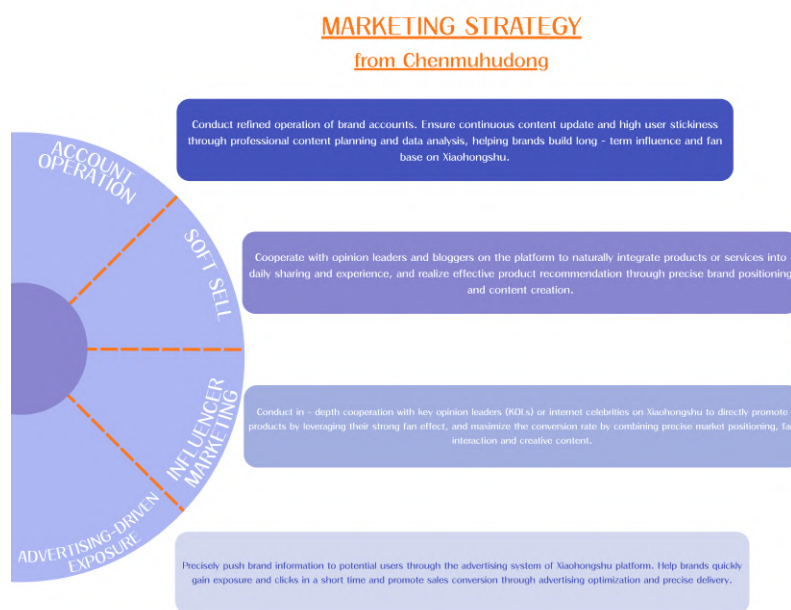 MARKETING STRATEGY
from Chenmuhudong
ACCOUNT
OPERATION
Conduct refined operation of brand accounts. Ensure continuous content update and high user stickiness
through professional content planning and data analysis, helping brands build long - term influence and fan
base on Xiaohongshu.
SOFT SELL
Cooperate with opinion leaders and bloggers on the platform to naturally integrate products or services into
daily sharing and experience, and realize effective product recommendation through precise brand positioning
and content creation.
INFLUENCER
MARKETING
Conduct in - depth cooperation with key opinion leaders (KOLs) or internet celebrities on Xiaohongshu to directly promote
products by leveraging their strong fan effect, and maximize the conversion rate by combining precise market positioning, fa
interaction and creative content.
ADVERTISING-DRIVEN
EXPOSURE
Precisely push brand information to potential users through the advertising system of Xiaohongshu platform. Help brands quickly
gain exposure and clicks in a short time and promote sales conversion through advertising optimization and precise delivery.